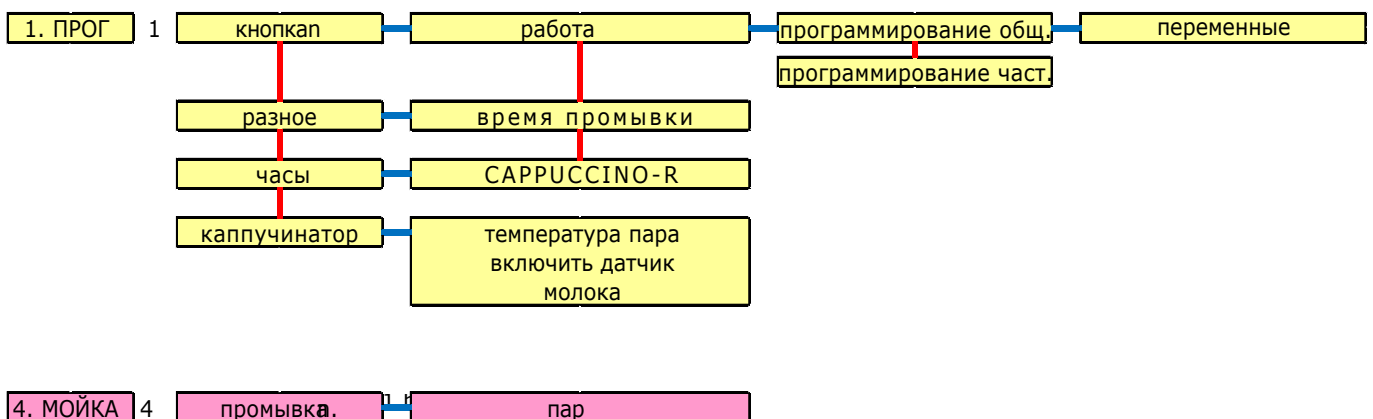 1. ПРОГ 1 кнопкаn работа программирование общ. переменные
программирование част.
разное время промывки
часы CAPPUCCINO-R
каппучинатор температура пара
включить датчик
молока
4. МОЙКА 4 промывка. пар